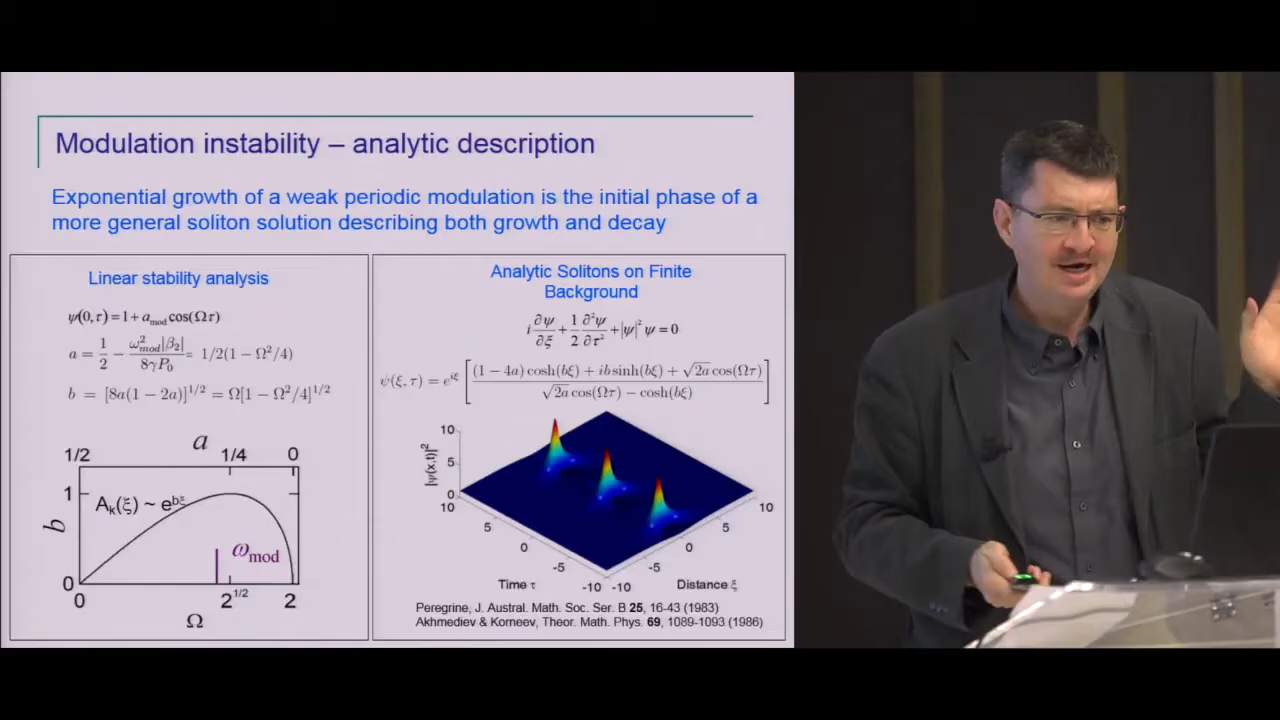 Modulation instability – analytic description
Exponential growth of a weak periodic modulation is the initial phase of a
more general soliton solution describing both growth and decay
Linear stability analysis
ψ(0,τ) = 1 + a_mod cos(Ωτ)
a = 1/2 − ω²_mod|β₂| / 8γP₀ = 1/2(1 − Ω²/4)
b = [8a(1 − 2a)]^1/2 = Ω[1 − Ω²/4]^1/2
a
1/2 1/4 0
1
A_k(ξ) ~ e^bξ
b
ω_mod
0
0 2^1/2 2
Ω
Analytic Solitons on Finite
Background
i ∂ψ/∂ξ + 1/2 ∂²ψ/∂τ² + |ψ|²ψ = 0
ψ(ξ,τ) = e^iξ [ (1 − 4a) cosh(bξ) + ib sinh(bξ) + √2a cos(Ωτ) / √2a cos(Ωτ) − cosh(bξ) ]
|ψ(x,t)|²
10
5
0
10 5 0 -5 -10
-10 -5 0 5 10
Time τ
Distance ξ
Peregrine, J. Austral. Math. Soc. Ser. B 25, 16-43 (1983)
Akhmediev & Korneev, Theor. Math. Phys. 69, 1089-1093 (1986)